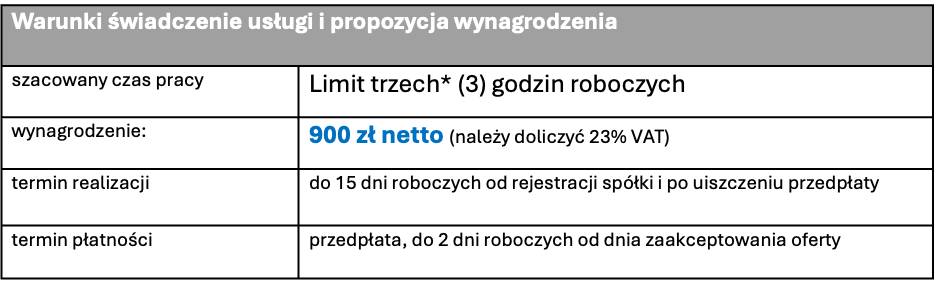 Warunki świadczenie usługi i propozycja wynagrodzenia
szacowany czas pracy
Limit trzech* (3) godzin roboczych
wynagrodzenie:
900 zł netto (należy doliczyć 23% VAT)
termin realizacji
do 15 dni roboczych od rejestracji spółki i po uiszczeniu przedpłaty
termin płatności
przedpłata, do 2 dni roboczych od dnia zaakceptowania oferty